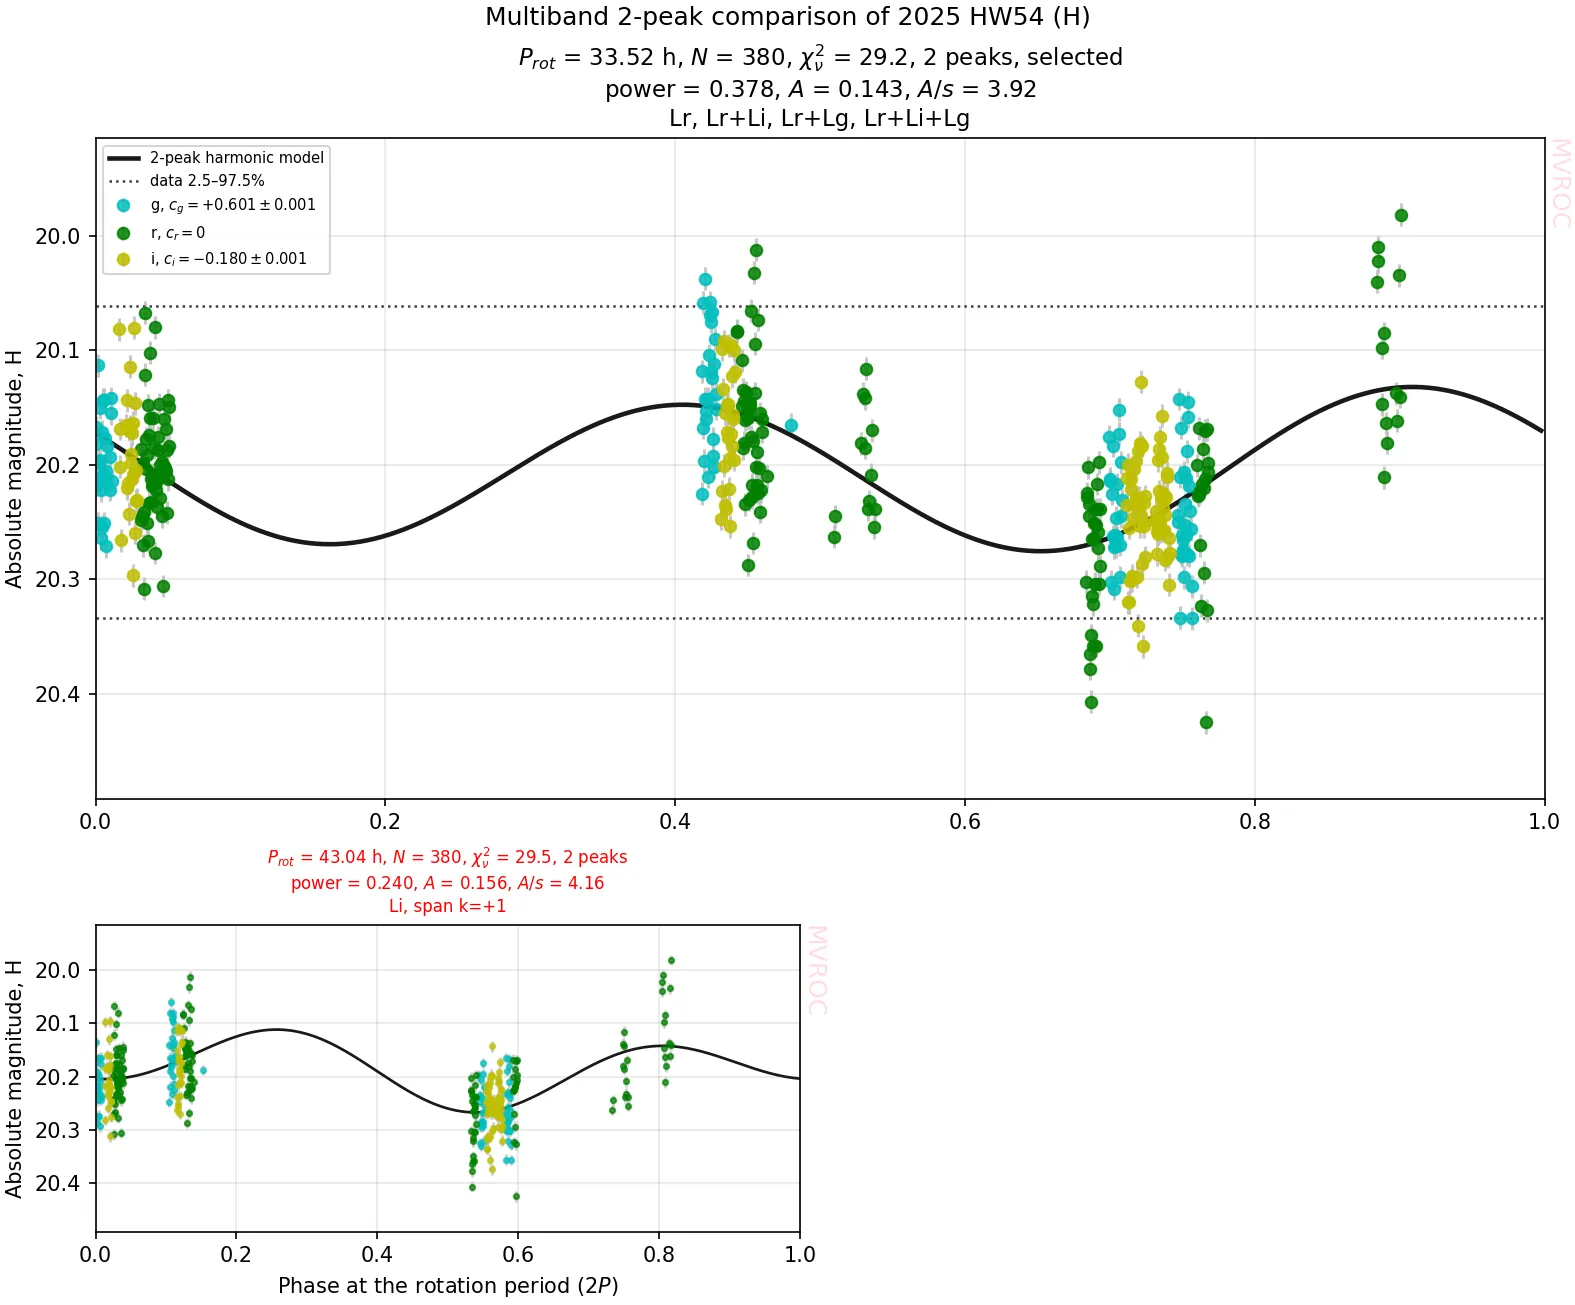 Multiband 2-peak comparison of 2025 HW54 (H)
P_rot = 33.52 h, N = 380, χ²_ν = 29.2, 2 peaks, selected
power = 0.378, A = 0.143, A/s = 3.92
Lr, Lr+Li, Lr+Lg, Lr+Li+Lg
2-peak harmonic model
data 2.5–97.5%
g, c_g = +0.601 ± 0.001
r, c_r = 0
i, c_i = −0.180 ± 0.001
MVROC
Absolute magnitude, H
20.0
20.1
20.2
20.3
20.4
0.0 0.2 0.4 0.6 0.8 1.0
P_rot = 43.04 h, N = 380, χ²_ν = 29.5, 2 peaks
power = 0.240, A = 0.156, A/s = 4.16
Li, span k=+1
MVROC
Absolute magnitude, H
20.0
20.1
20.2
20.3
20.4
0.0 0.2 0.4 0.6 0.8 1.0
Phase at the rotation period (2P)